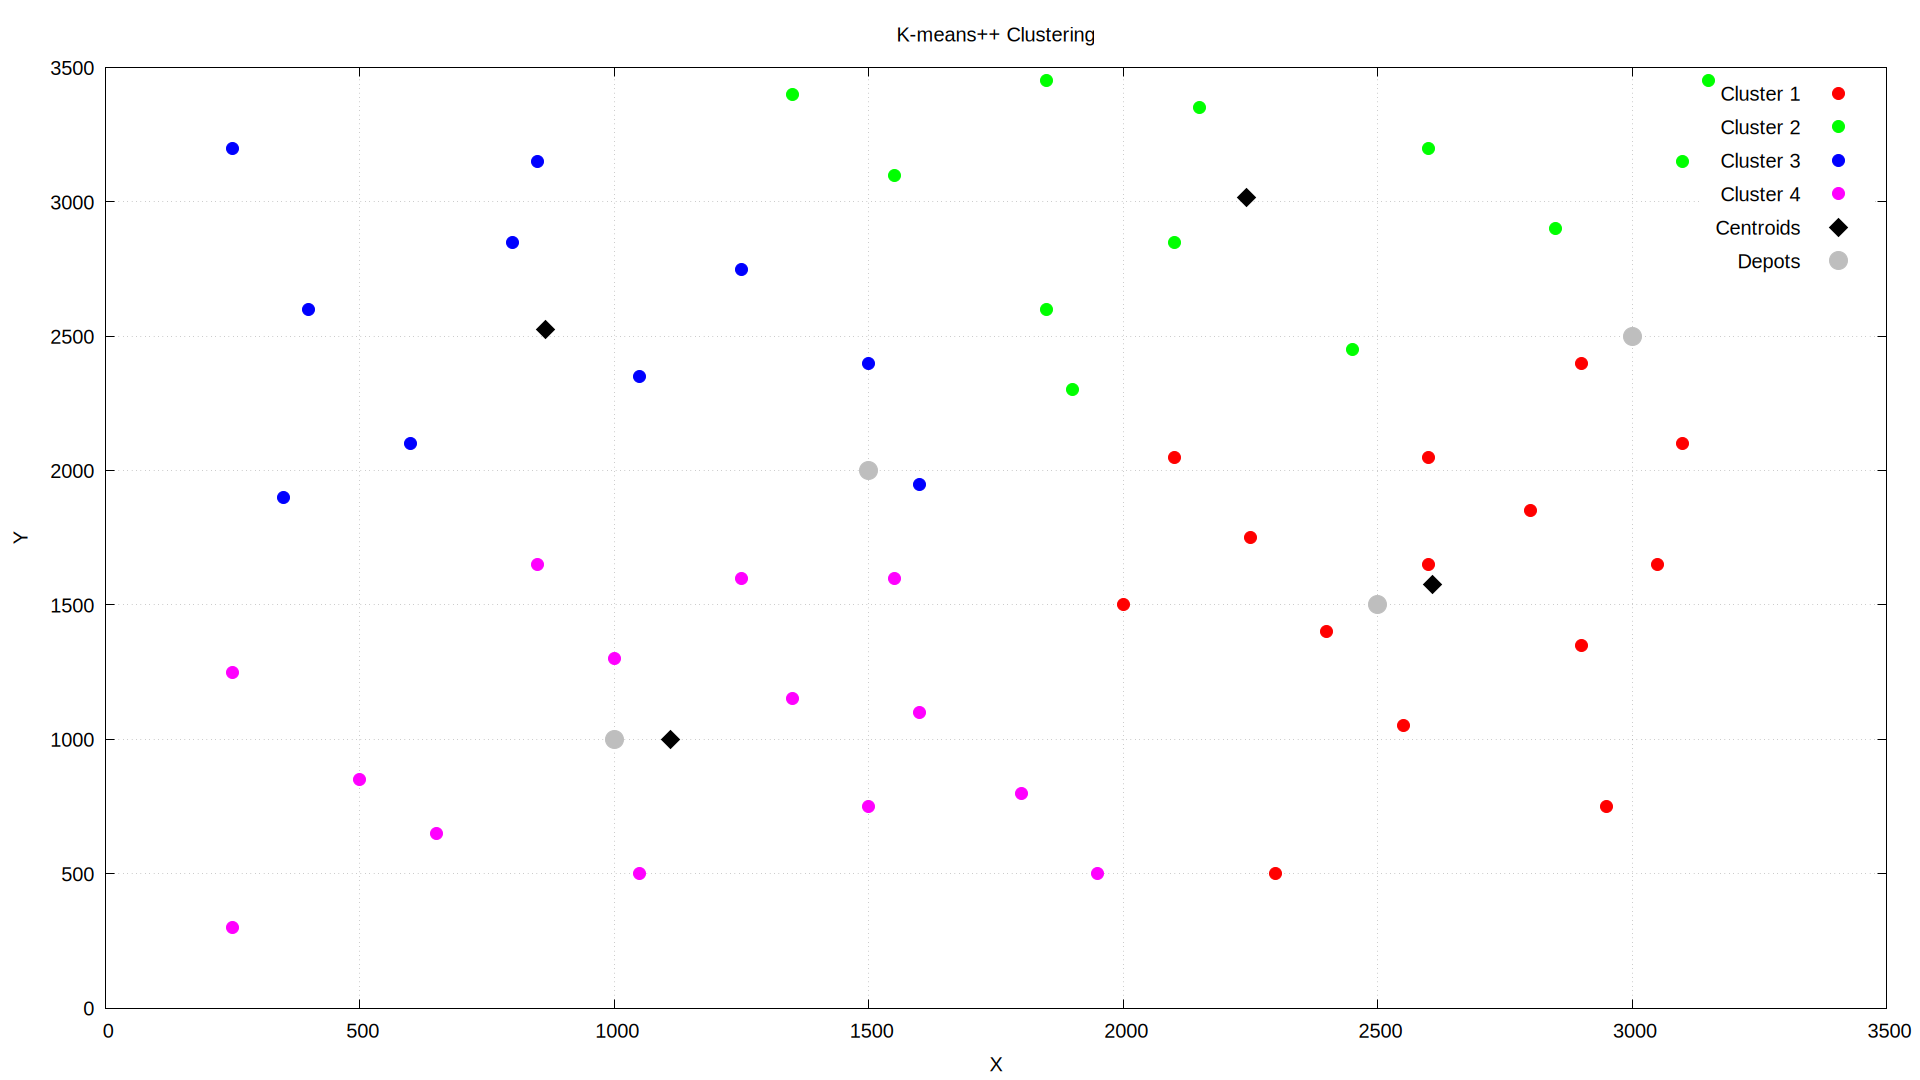 K-means++ Clustering
3500
3000
2500
2000
1500
1000
500
0
Y
Cluster 1
Cluster 2
Cluster 3
Cluster 4
Centroids
Depots
0 500 1000 1500 2000 2500 3000 3500
X